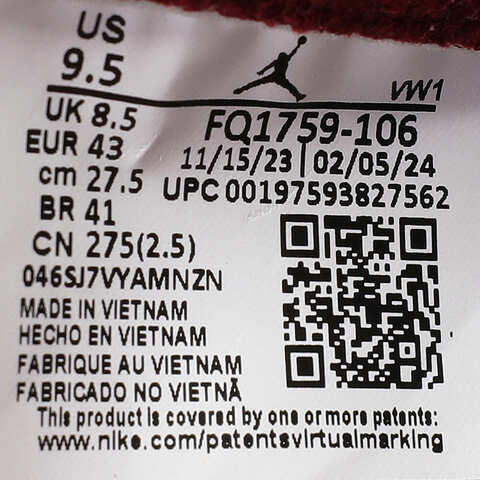 US
9.5
VW1
UK 8.5
FQ1759-106
EUR 43
11/15/23 | 02/05/24
cm 27.5
UPC 00197593827562
BR 41
CN 275(2.5)
046SJ7VYAMNZN
MADE IN VIETNAM
HECHO EN VIETNAM
FABRIQUE AU VIETNAM
FABRICADO NO VIETNÃ
This product is covered by one or more patents:
www.nike.com/patentsvirtualmarking